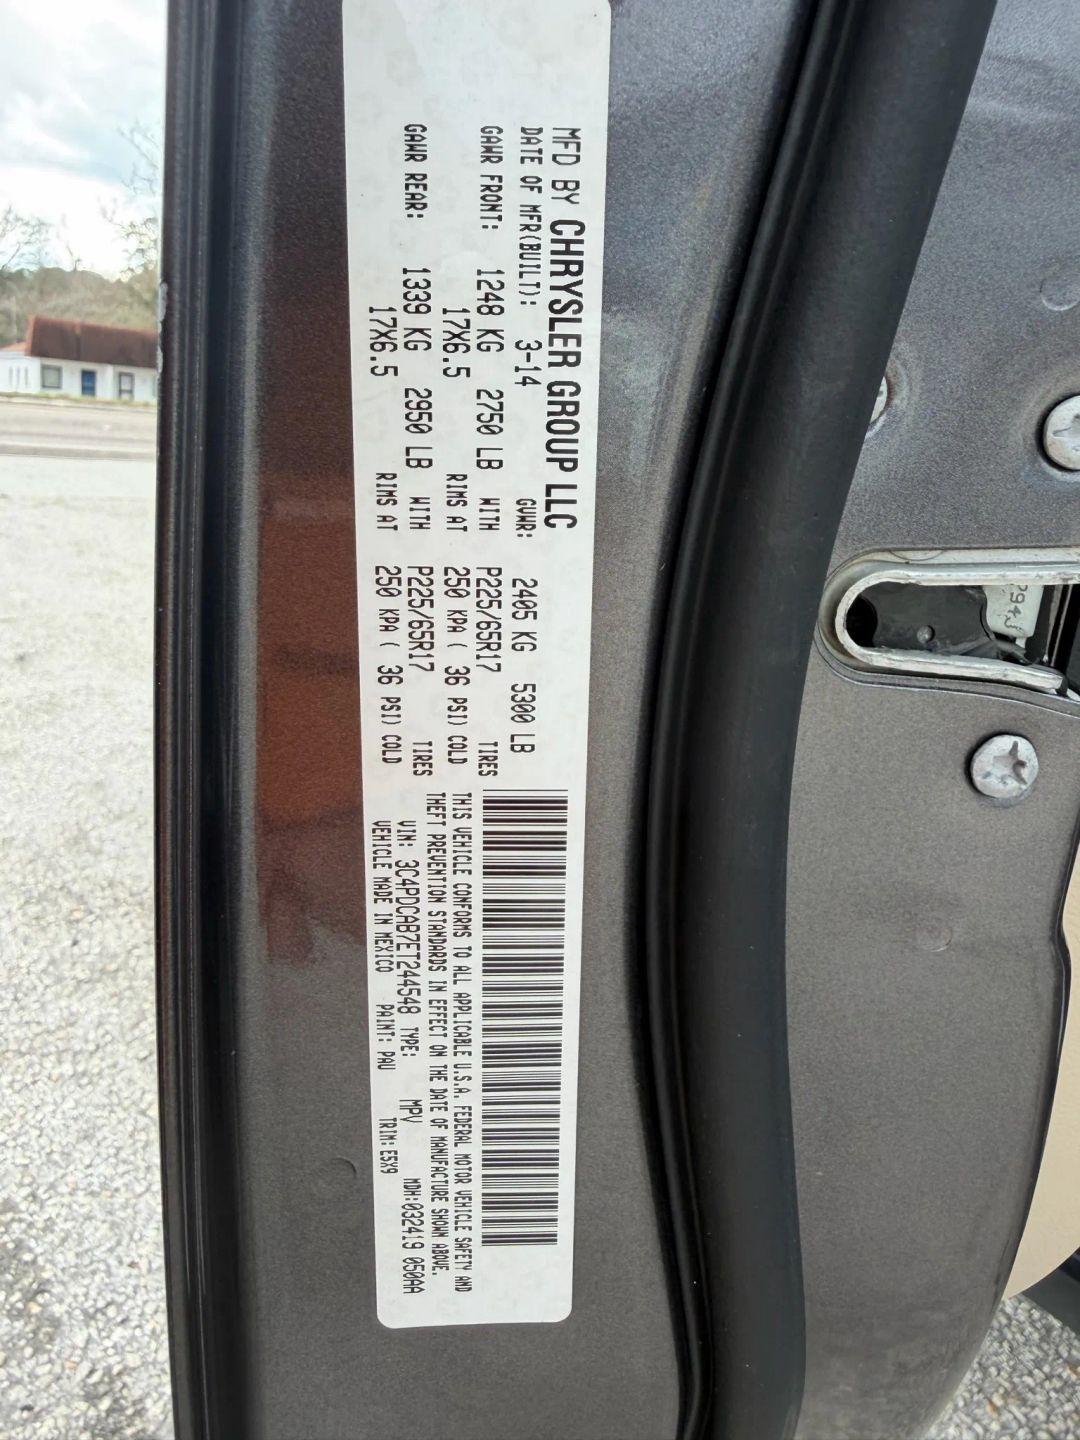 MFD BY CHRYSLER GROUP LLC
DATE OF MFR(BUILT): 3-14 GVWR: 2405 KG 5300 LB
GAWR FRONT: 1248 KG 2750 LB WITH P225/65R17 TIRES
17X6.5 RIMS AT 250 KPA ( 36 PSI) COLD
GAWR REAR: 1339 KG 2950 LB WITH P225/65R17 TIRES
17X6.5 RIMS AT 250 KPA ( 36 PSI) COLD
THIS VEHICLE CONFORMS TO ALL APPLICABLE U.S.A. FEDERAL MOTOR VEHICLE SAFETY AND
THEFT PREVENTION STANDARDS IN EFFECT ON THE DATE OF MANUFACTURE SHOWN ABOVE.
VIN: 3C4PDCAB7ET244548 TYPE: MPV MDH:032419 050AA
VEHICLE MADE IN MEXICO PAINT: PAU TRIM: E5X9